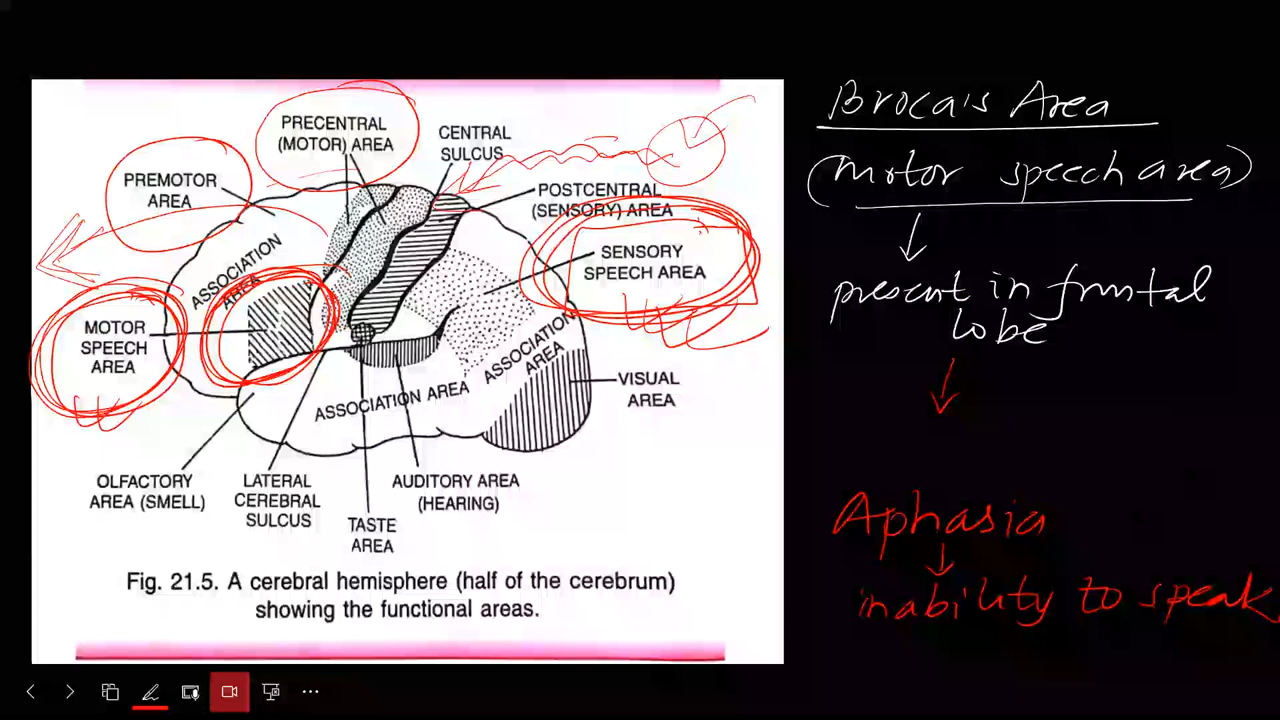 PRECENTRAL
(MOTOR) AREA
CENTRAL
SULCUS
PREMOTOR
AREA
POSTCENTRAL
(SENSORY) AREA
ASSOCIATION
AREA
SENSORY
SPEECH AREA
MOTOR
SPEECH
AREA
ASSOCIATION
AREA
VISUAL
AREA
ASSOCIATION AREA
OLFACTORY
AREA (SMELL)
LATERAL
CEREBRAL
SULCUS
AUDITORY AREA
(HEARING)
TASTE
AREA
Fig. 21.5. A cerebral hemisphere (half of the cerebrum)
showing the functional areas.
Broca's Area
(Motor speech area)
present in frontal
lobe
Aphasia
inability to speak